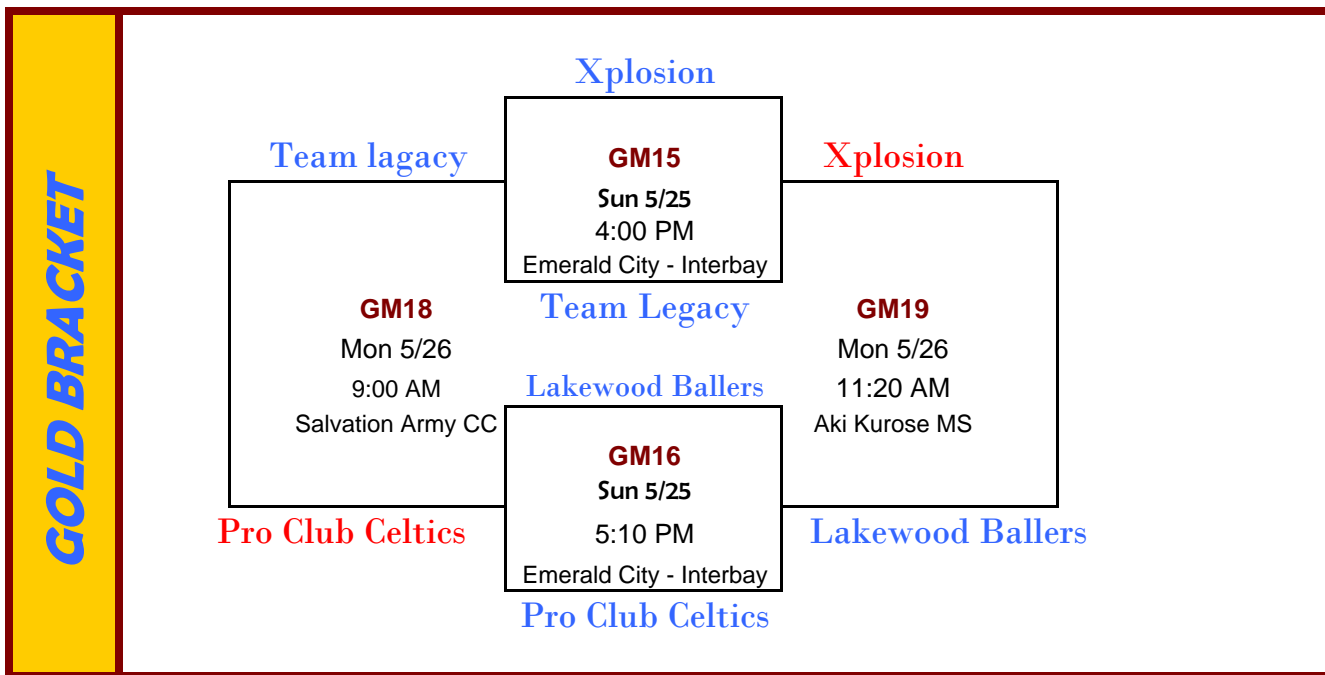 GOLD BRACKET
Xplosion
Team lagacy
GM15
Xplosion
Sun 5/25
4:00 PM
Emerald City - Interbay
GM18
Team Legacy
GM19
Mon 5/26
Mon 5/26
9:00 AM
Lakewood Ballers
11:20 AM
Salvation Army CC
Aki Kurose MS
GM16
Sun 5/25
Pro Club Celtics
5:10 PM
Lakewood Ballers
Emerald City - Interbay
Pro Club Celtics